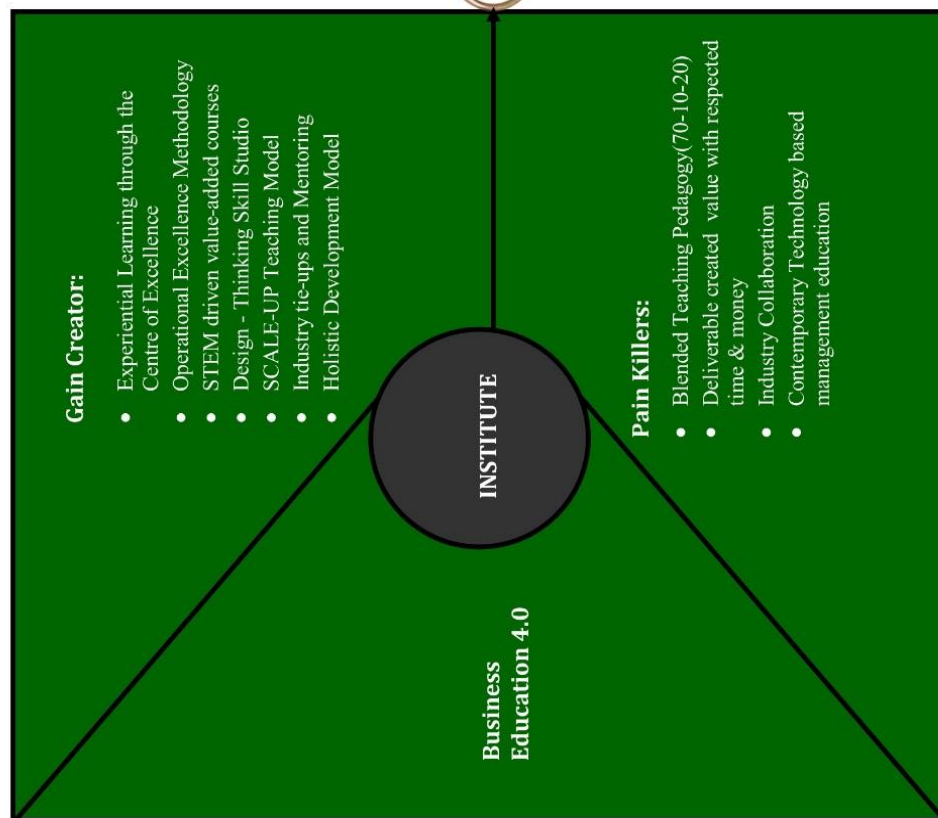 Gain Creator:
• Experiential Learning through the
Centre of Excellence
• Operational Excellence Methodology
• STEM driven value-added courses
• Design - Thinking Skill Studio
• SCALE-UP Teaching Model
• Industry tie-ups and Mentoring
• Holistic Development Model
INSTITUTE
Business
Education 4.0
Pain Killers:
• Blended Teaching Pedagogy(70-10-20)
• Deliverable created value with respected
time & money
• Industry Collaboration
• Contemporary Technology based
management education